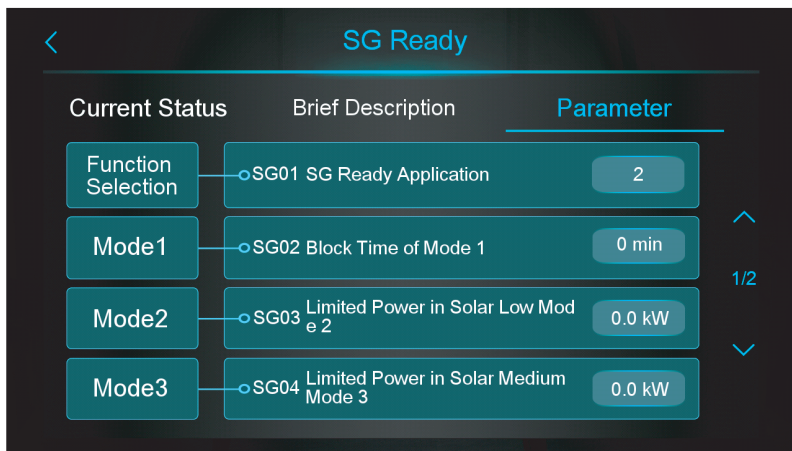 SG Ready
Current Status Brief Description Parameter
Function
Selection
SG01 SG Ready Application 2
Mode1
SG02 Block Time of Mode 1 0 min
1/2
Mode2
SG03 Limited Power in Solar Low Mod
e 2
0.0 kW
Mode3
SG04 Limited Power in Solar Medium
Mode 3
0.0 kW